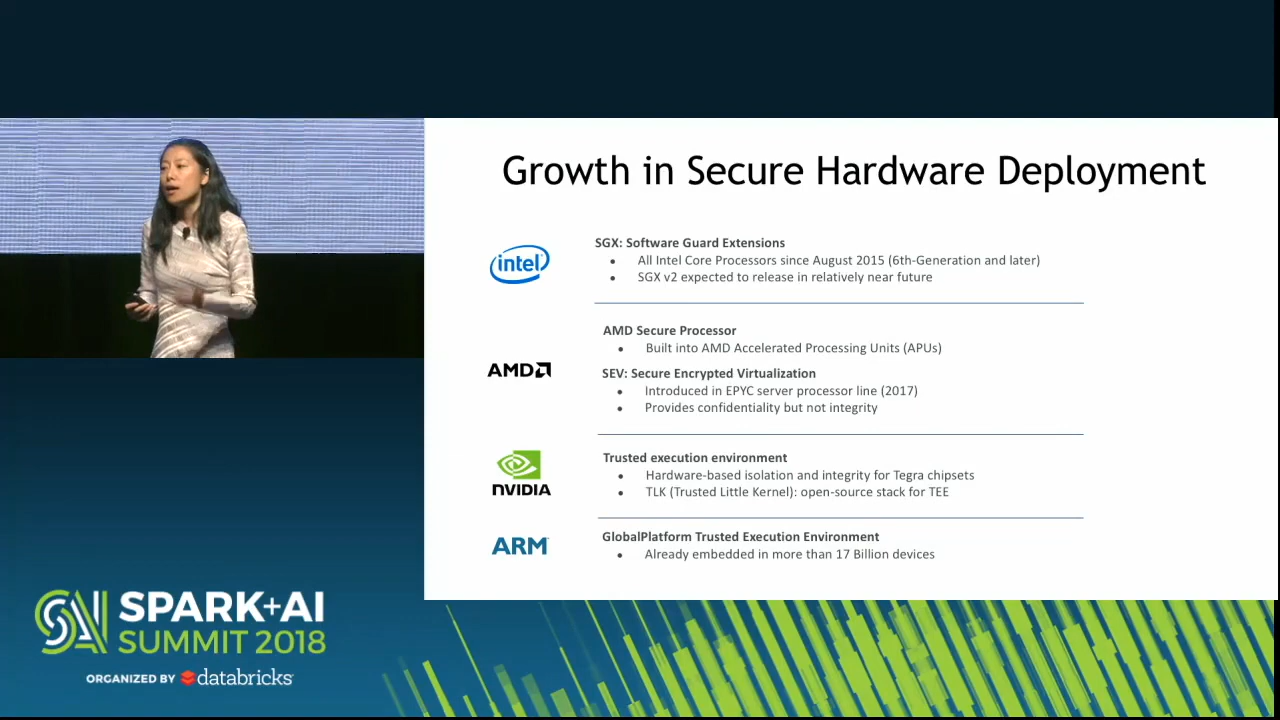 Growth in Secure Hardware Deployment
intel
SGX: Software Guard Extensions
● All Intel Core Processors since August 2015 (6th-Generation and later)
● SGX v2 expected to release in relatively near future
AMD
AMD Secure Processor
● Built into AMD Accelerated Processing Units (APUs)
SEV: Secure Encrypted Virtualization
● Introduced in EPYC server processor line (2017)
● Provides confidentiality but not integrity
NVIDIA
Trusted execution environment
● Hardware-based isolation and integrity for Tegra chipsets
● TLK (Trusted Little Kernel): open-source stack for TEE
ARM
GlobalPlatform Trusted Execution Environment
● Already embedded in more than 17 Billion devices
SAI SPARK+AI
SUMMIT 2018
ORGANIZED BY databricks